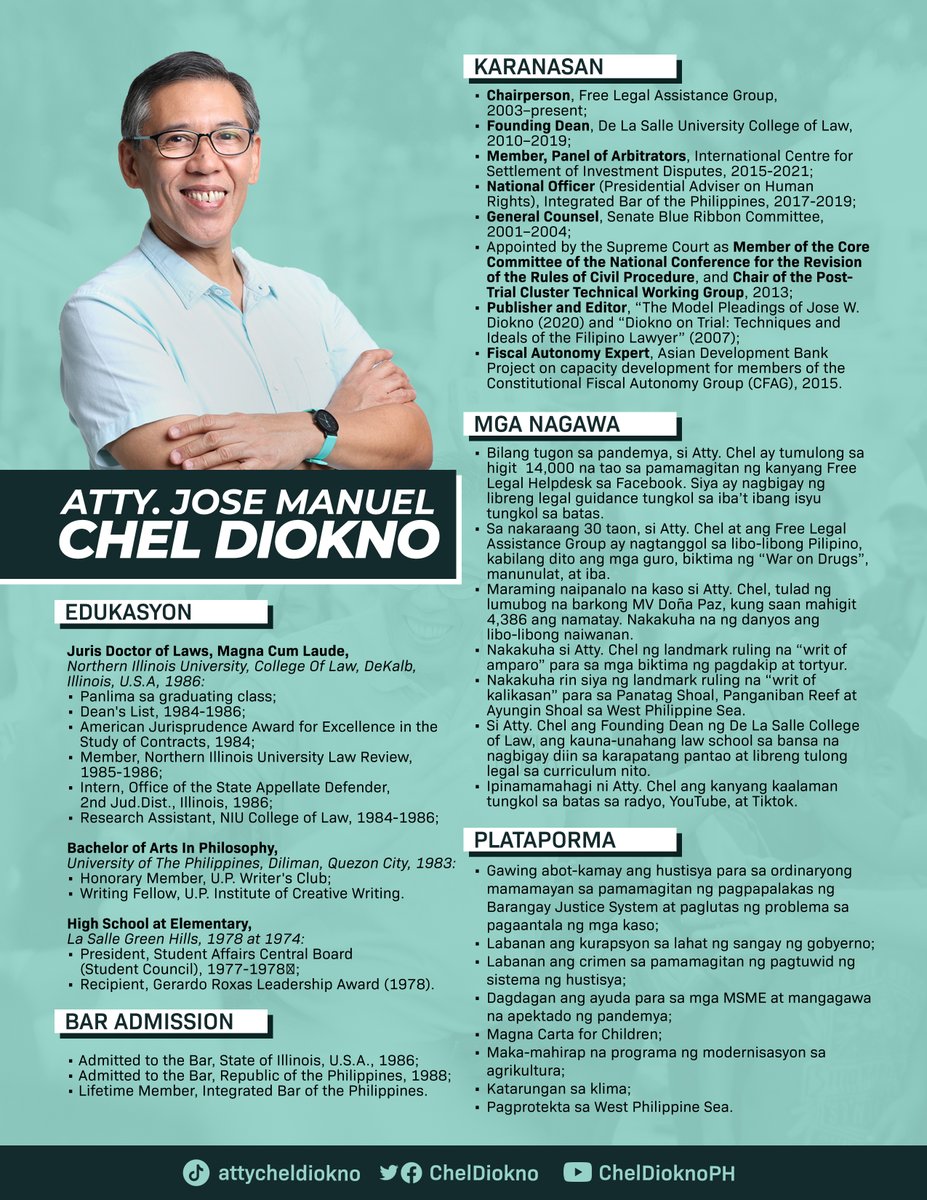 ATTY. JOSE MANUEL
CHEL DIOKNO
EDUKASYON
Juris Doctor of Laws, Magna Cum Laude,
Northern Illinois University, College Of Law, DeKalb,
Illinois, U.S.A, 1986:
• Panlima sa graduating class;
• Dean's List, 1984-1986;
• American Jurisprudence Award for Excellence in the
Study of Contracts, 1984;
• Member, Northern Illinois University Law Review,
1985-1986;
• Intern, Office of the State Appellate Defender,
2nd Jud.Dist., Illinois, 1986;
• Research Assistant, NIU College of Law, 1984-1986;
Bachelor of Arts In Philosophy,
University of The Philippines, Diliman, Quezon City, 1983:
• Honorary Member, U.P. Writer's Club;
• Writing Fellow, U.P. Institute of Creative Writing.
High School at Elementary,
La Salle Green Hills, 1978 at 1974:
• President, Student Affairs Central Board
(Student Council), 1977-1978;
• Recipient, Gerardo Roxas Leadership Award (1978).
BAR ADMISSION
• Admitted to the Bar, State of Illinois, U.S.A., 1986;
• Admitted to the Bar, Republic of the Philippines, 1988;
• Lifetime Member, Integrated Bar of the Philippines.
KARANASAN
• Chairperson, Free Legal Assistance Group,
2003–present;
• Founding Dean, De La Salle University College of Law,
2010–2019;
• Member, Panel of Arbitrators, International Centre for
Settlement of Investment Disputes, 2015-2021;
• National Officer (Presidential Adviser on Human
Rights), Integrated Bar of the Philippines, 2017-2019;
• General Counsel, Senate Blue Ribbon Committee,
2001–2004;
• Appointed by the Supreme Court as Member of the Core
Committee of the National Conference for the Revision
of the Rules of Civil Procedure, and Chair of the Post-
Trial Cluster Technical Working Group, 2013;
• Publisher and Editor, “The Model Pleadings of Jose W.
Diokno (2020) and “Diokno on Trial: Techniques and
Ideals of the Filipino Lawyer” (2007);
• Fiscal Autonomy Expert, Asian Development Bank
Project on capacity development for members of the
Constitutional Fiscal Autonomy Group (CFAG), 2015.
MGA NAGAWA
• Bilang tugon sa pandemya, si Atty. Chel ay tumulong sa
higit 14,000 na tao sa pamamagitan ng kanyang Free
Legal Helpdesk sa Facebook. Siya ay nagbigay ng
libreng legal guidance tungkol sa iba’t ibang isyu
tungkol sa batas.
• Sa nakaraang 30 taon, si Atty. Chel at ang Free Legal
Assistance Group ay nagtanggol sa libo-libong Pilipino,
kabilang dito ang mga guro, biktima ng “War on Drugs”,
manunulat, at iba.
• Maraming naipanalo na kaso si Atty. Chel, tulad ng
lumubog na barkong MV Doña Paz, kung saan mahigit
4,386 ang namatay. Nakakuha na ng danyos ang
libo-libong naiwanan.
• Nakakuha si Atty. Chel ng landmark ruling na “writ of
amparo” para sa mga biktima ng pagdakip at tortyur.
• Nakakuha rin siya ng landmark ruling na “writ of
kalikasan” para sa Panatag Shoal, Panganiban Reef at
Ayungin Shoal sa West Philippine Sea.
• Si Atty. Chel ang Founding Dean ng De La Salle College
of Law, ang kauna-unahang law school sa bansa na
nagbigay diin sa karapatang pantao at libreng tulong
legal sa curriculum nito.
• Ipinamamahagi ni Atty. Chel ang kanyang kaalaman
tungkol sa batas sa radyo, YouTube, at Tiktok.
PLATAPORMA
• Gawing abot-kamay ang hustisya para sa ordinaryong
mamamayan sa pamamagitan ng pagpapalakas ng
Barangay Justice System at paglutas ng problema sa
pagaantala ng mga kaso;
• Labanan ang kurapsyon sa lahat ng sangay ng gobyerno;
• Labanan ang crimen sa pamamagitan ng pagtuwid ng
sistema ng hustisya;
• Dagdagan ang ayuda para sa mga MSME at mangagawa
na apektado ng pandemya;
• Magna Carta for Children;
• Maka-mahirap na programa ng modernisasyon sa
agrikultura;
• Katarungan sa klima;
• Pagprotekta sa West Philippine Sea.
attycheldiokno ChelDiokno ChelDioknoPH